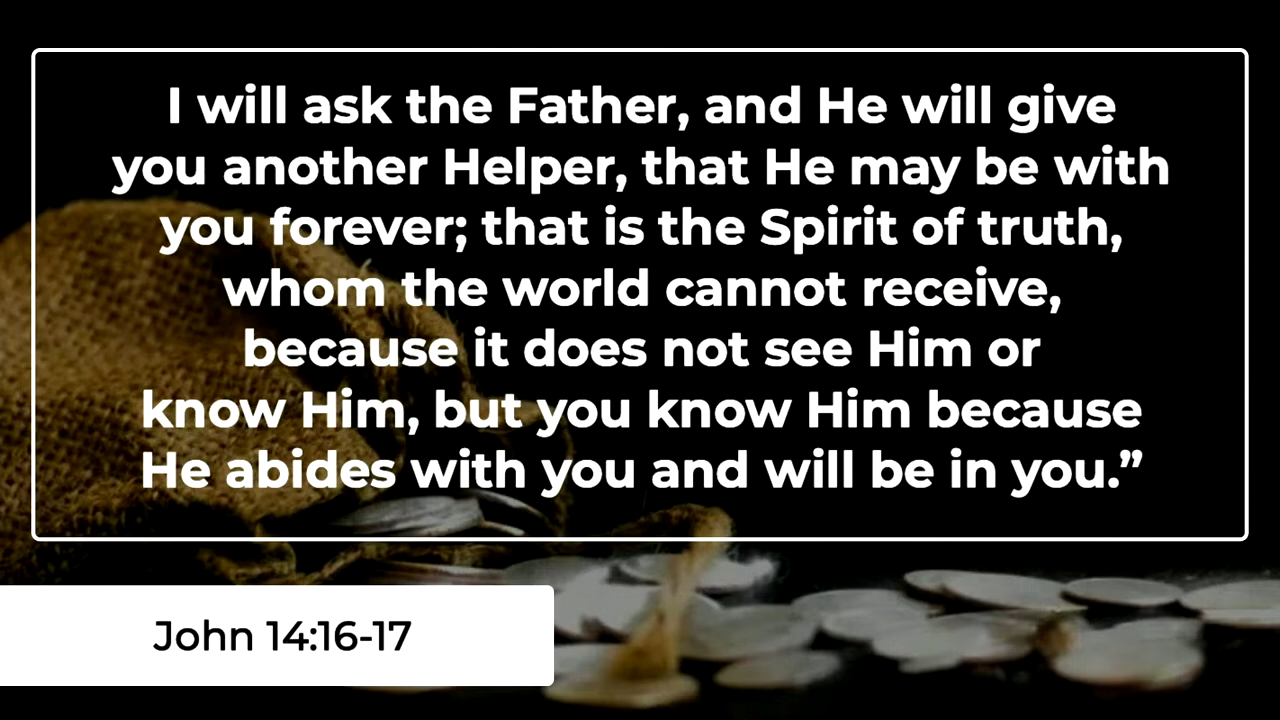 I will ask the Father, and He will give
you another Helper, that He may be with
you forever; that is the Spirit of truth,
whom the world cannot receive,
because it does not see Him or
know Him, but you know Him because
He abides with you and will be in you.”
John 14:16-17